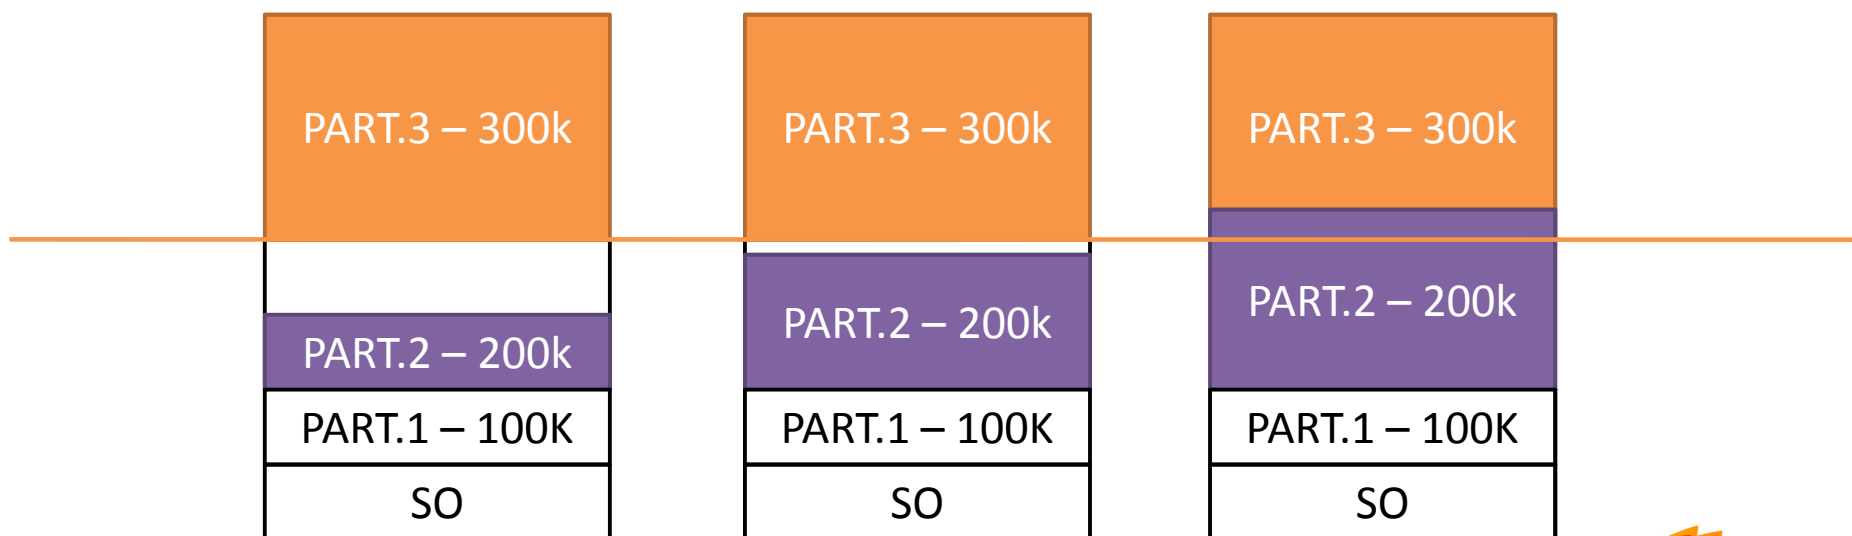 PART.3 – 300k
PART.2 – 200k
PART.1 – 100K
SO
PART.3 – 300k
PART.2 – 200k
PART.1 – 100K
SO
PART.3 – 300k
PART.2 – 200k
PART.1 – 100K
SO